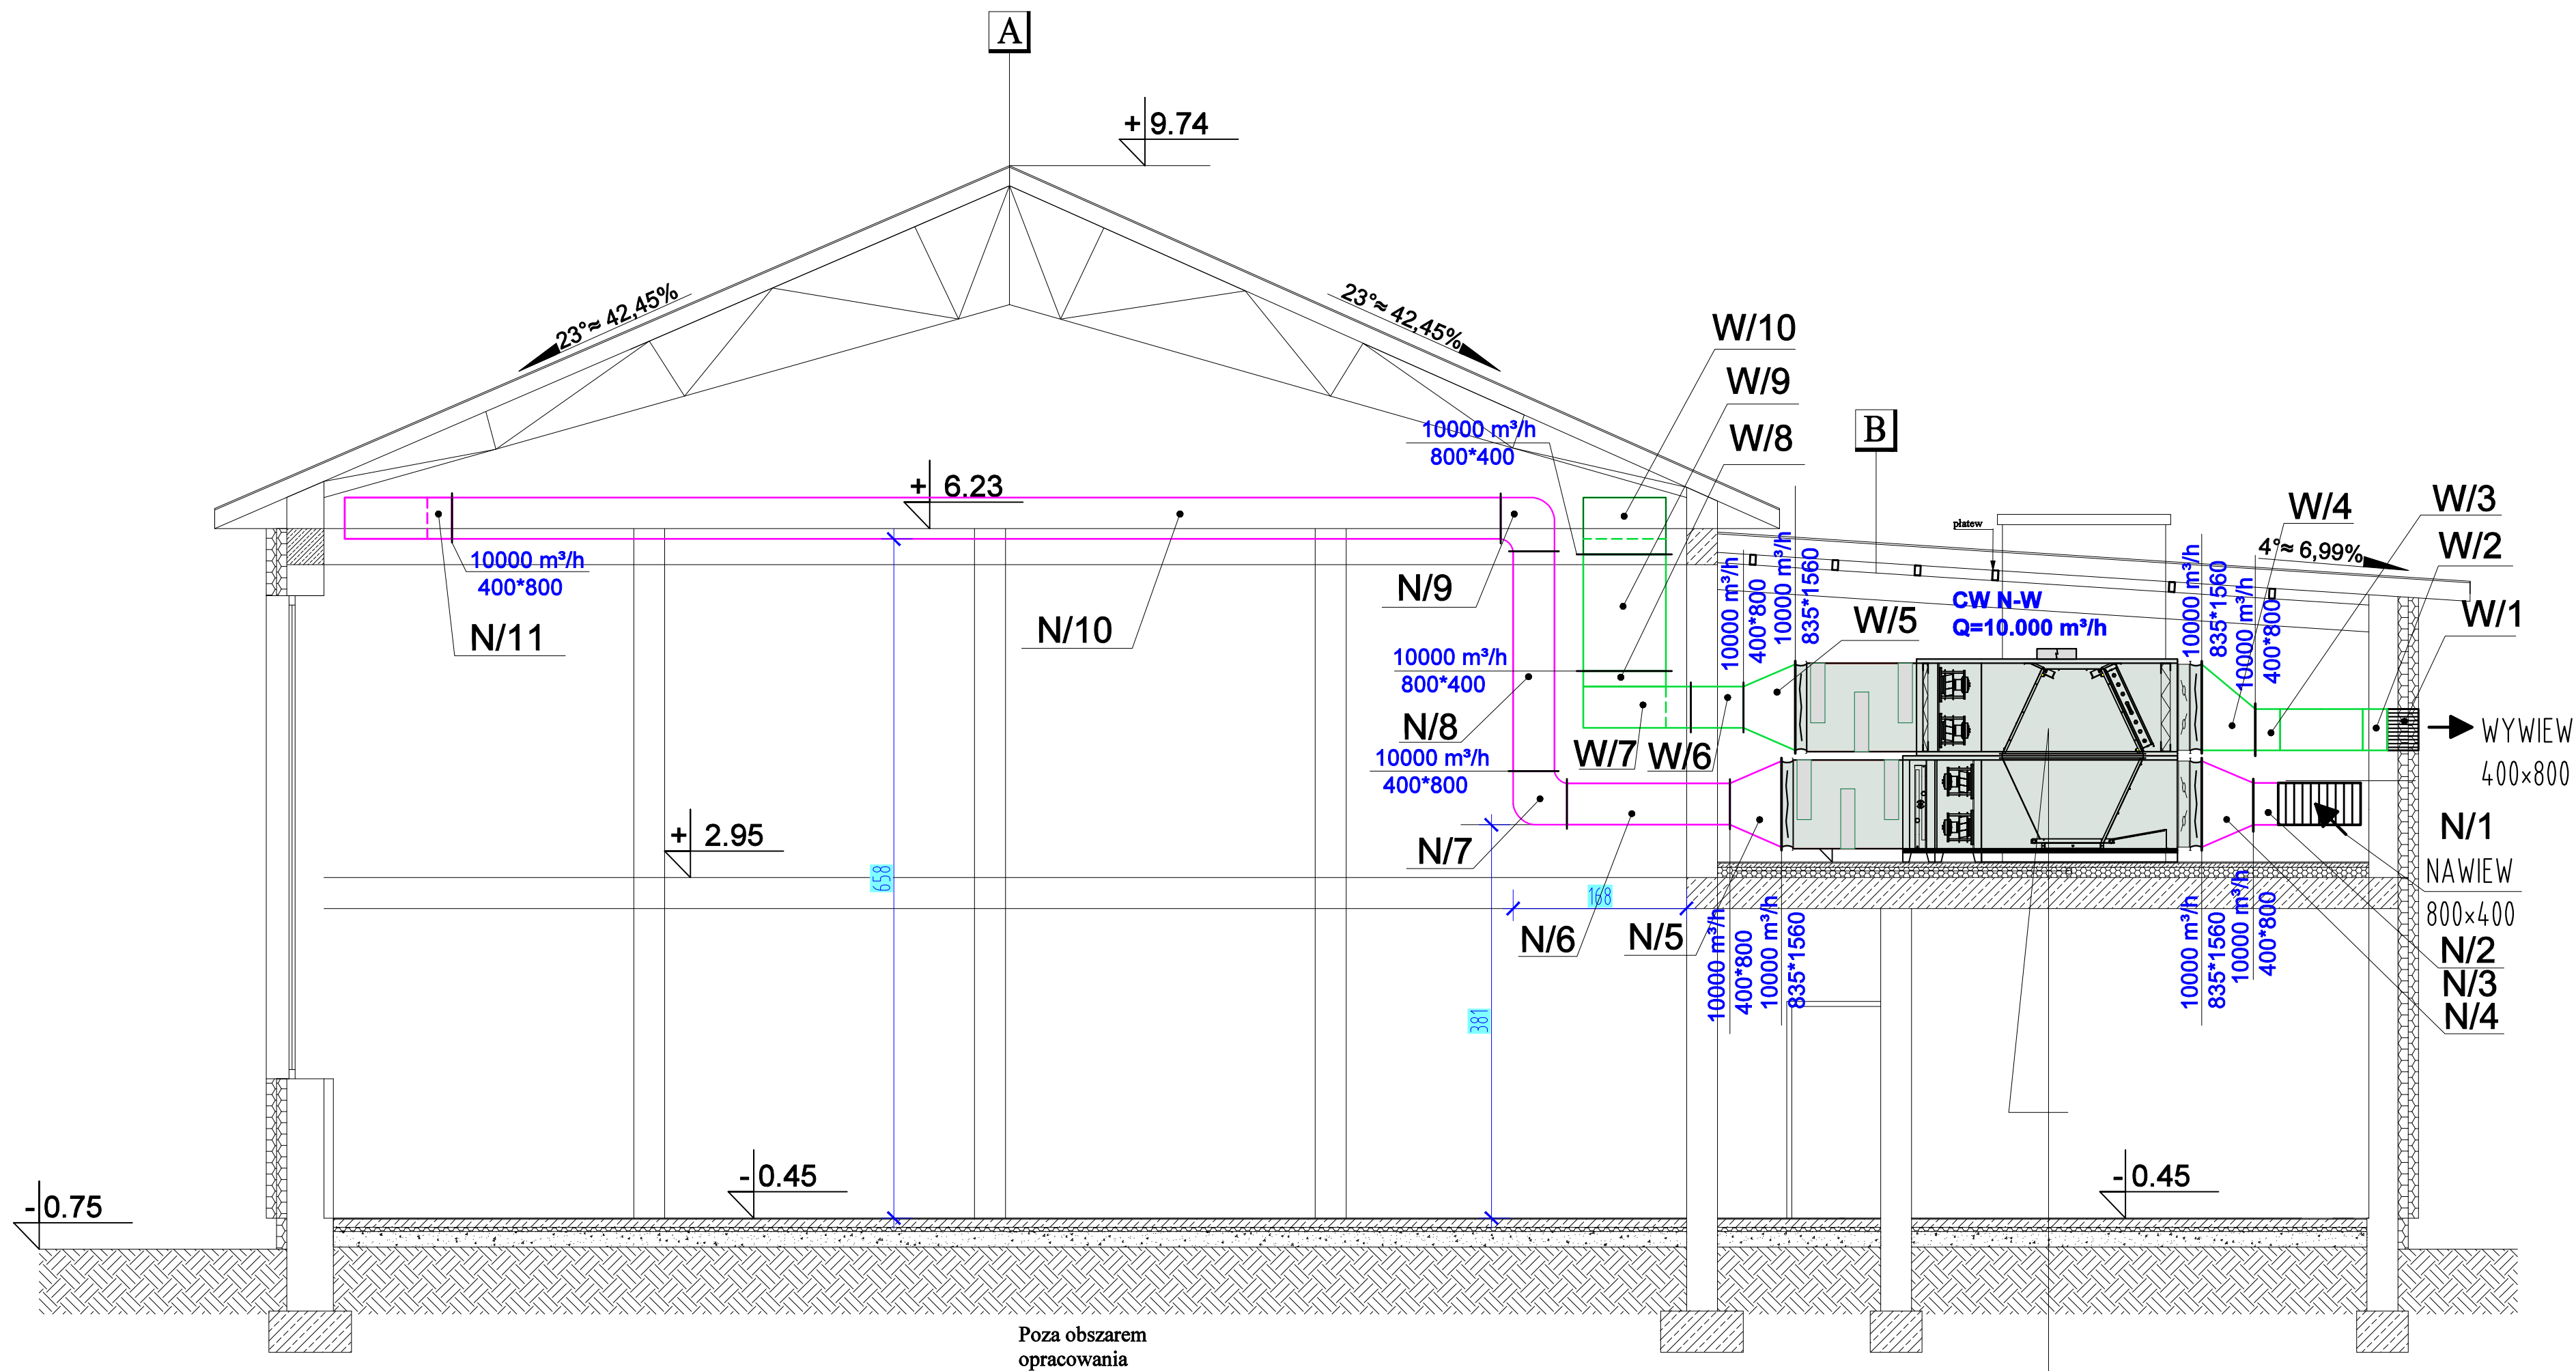 A
+ 9.74
23°≈ 42,45%
23°≈ 42,45%
W/10
W/9
10000 m³/h
800*400
W/8
B
+ 6.23
W/4
W/3
płatew
4°≈ 6,99%
W/2
10000 m³/h
400*800
N/11
N/10
N/9
10000 m³/h
400*800
10000 m³/h
835*1560
W/5
CW N-W
Q=10.000 m³/h
10000 m³/h
835*1560
10000 m³/h
400*800
W/1
10000 m³/h
800*400
N/8
W/7
W/6
WYWIEW
400×800
10000 m³/h
400*800
+ 2.95
N/7
N/1
NAWIEW
800×400
658
168
N/6
N/5
10000 m³/h
400*800
10000 m³/h
835*1560
10000 m³/h
835*1560
10000 m³/h
400*800
N/2
N/3
N/4
381
- 0.75
- 0.45
- 0.45
Poza obszarem
opracowania